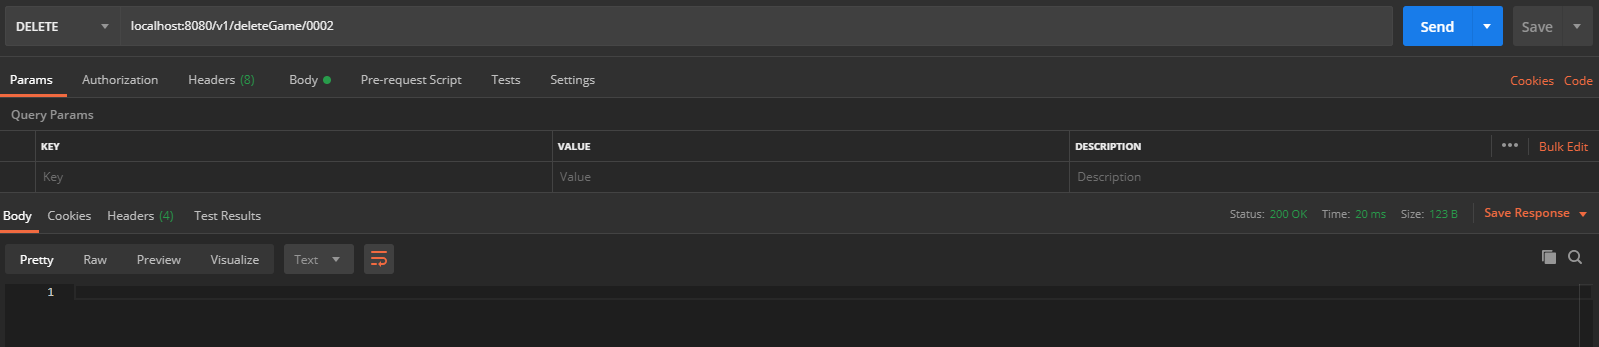 DELETE localhost:8080/v1/deleteGame/0002 Send Save
Params Authorization Headers (8) Body Pre-request Script Tests Settings Cookies Code
Query Params
KEY VALUE DESCRIPTION ••• Bulk Edit
Key Value Description
Body Cookies Headers (4) Test Results Status: 200 OK Time: 20 ms Size: 123 B Save Response
Pretty Raw Preview Visualize Text
1